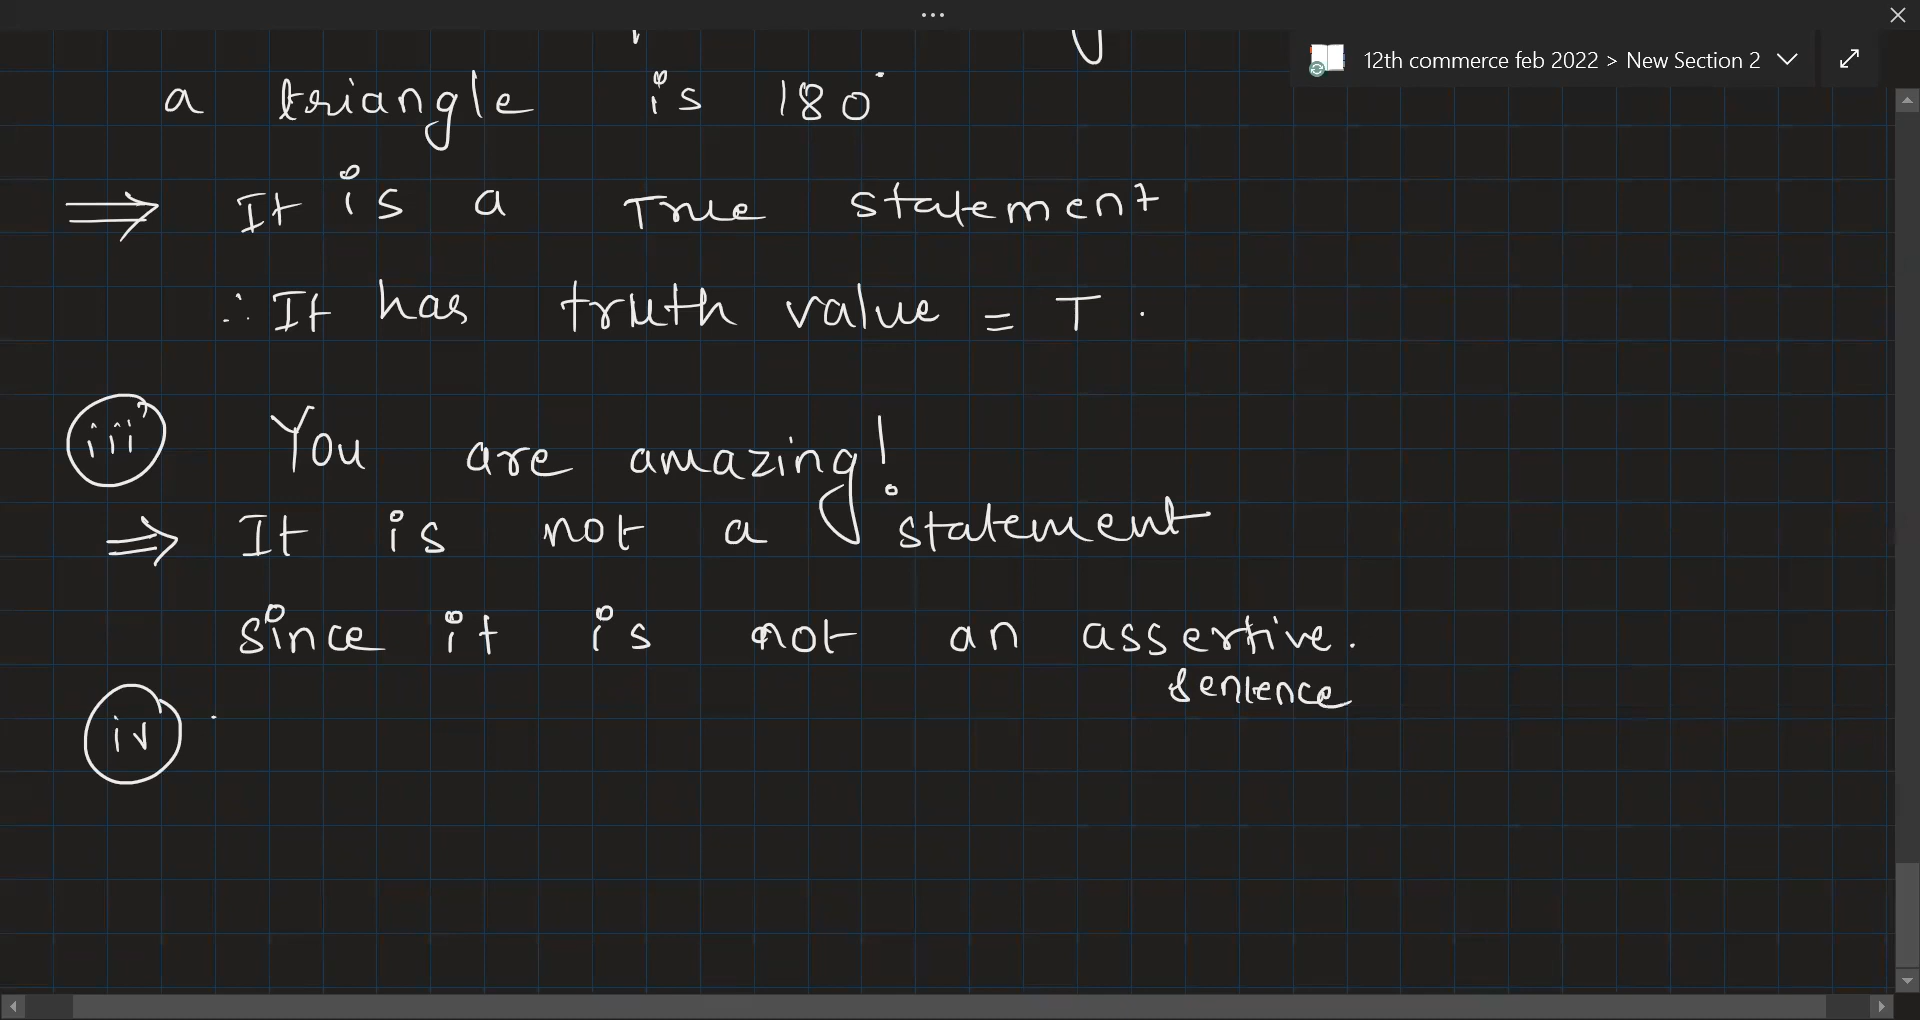 12th commerce feb 2022 > New Section 2
a triangle is 180°
⇒ It is a True statement
∴ It has truth value = T.
iii) You are amazing!
⇒ It is not a statement
since it is not an assertive.
sentence
iv